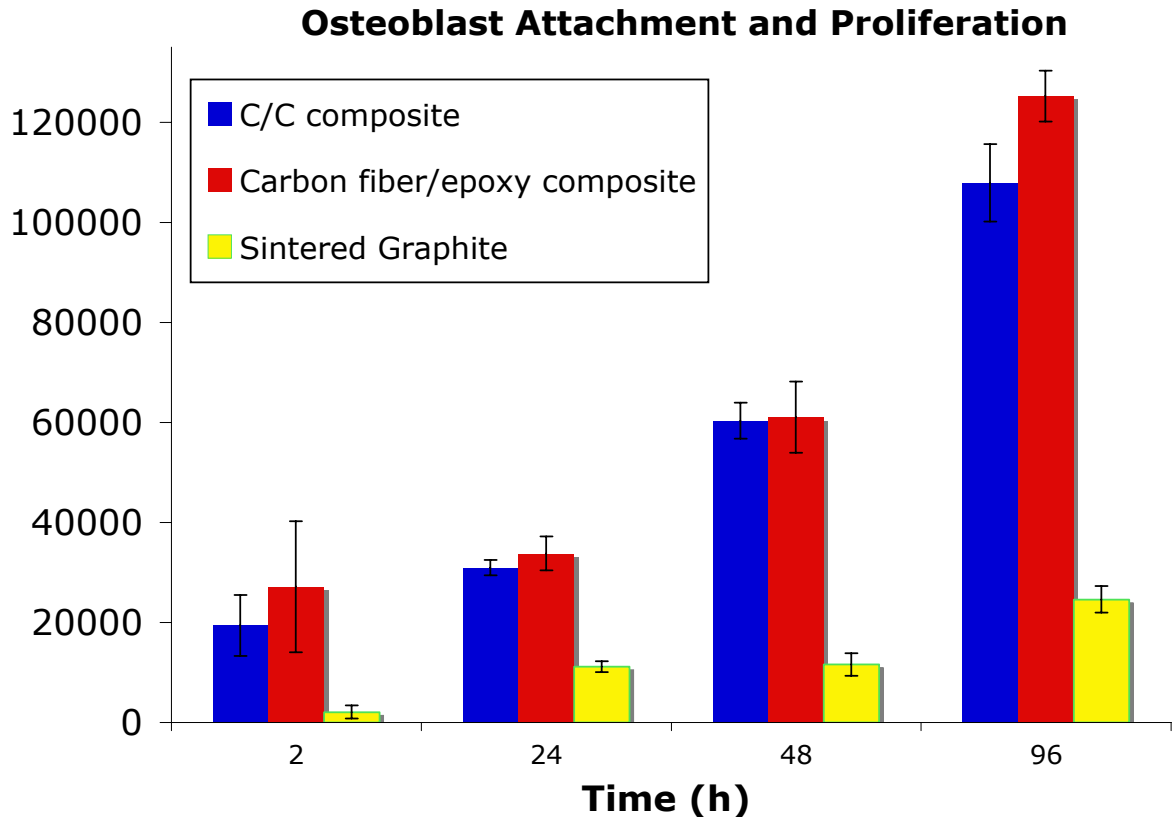 Osteoblast Attachment and Proliferation
C/C composite
Carbon fiber/epoxy composite
Sintered Graphite
120000
100000
80000
60000
40000
20000
0
2 24 48 96
Time (h)